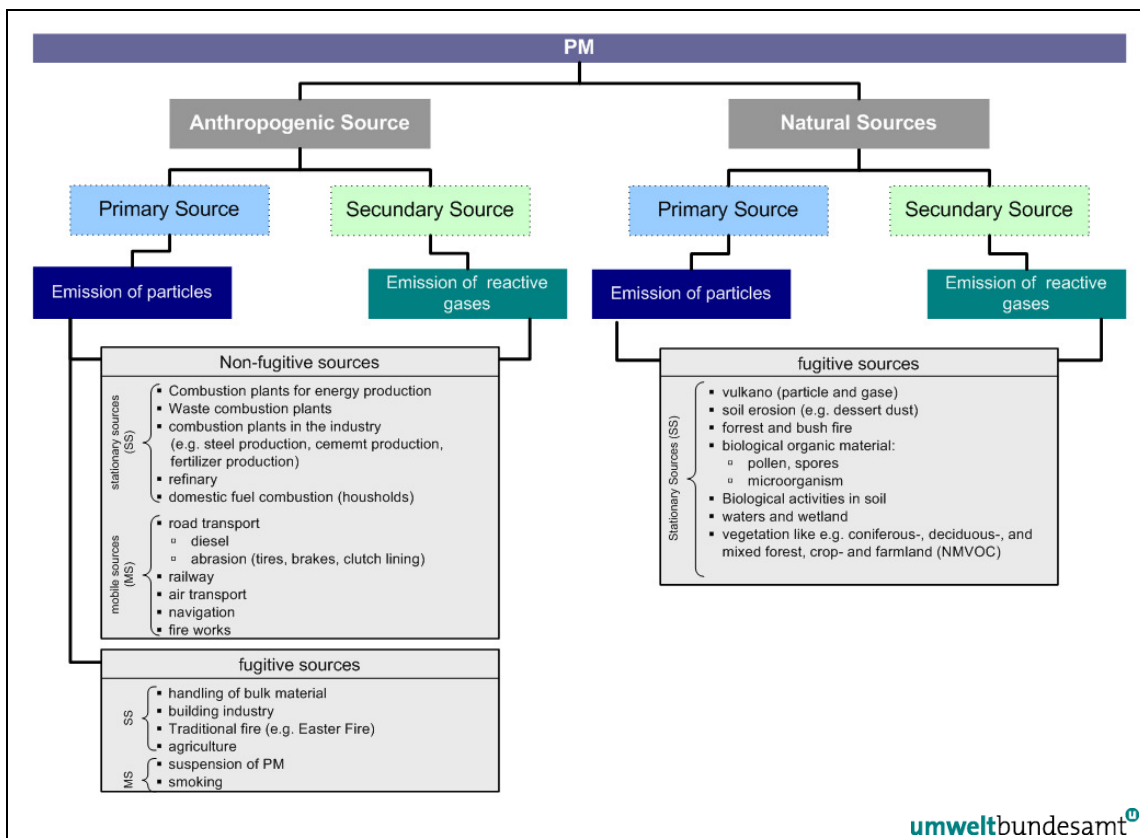 PM
Anthropogenic Source
Natural Sources
Primary Source
Secundary Source
Primary Source
Secundary Source
Emission of particles
Emission of reactive
gases
Emission of particles
Emission of reactive
gases
Non-fugitive sources
stationary sources
(SS)
Combustion plants for energy production
Waste combustion plants
combustion plants in the industry
(e.g. steel production, cememt production,
fertilizer production)
refinary
domestic fuel combustion (housholds)
mobile sources
(MS)
road transport
diesel
abrasion (tires, brakes, clutch lining)
railway
air transport
navigation
fire works
fugitive sources
SS
handling of bulk material
building industry
Traditional fire (e.g. Easter Fire)
agriculture
MS
suspension of PM
smoking
fugitive sources
Stationary Sources (SS)
vulkano (particle and gase)
soil erosion (e.g. dessert dust)
forrest and bush fire
biological organic material:
pollen, spores
microorganism
Biological activities in soil
waters and wetland
vegetation like e.g. coniferous-, deciduous-, and
mixed forest, crop- and farmland (NMVOC)
umweltbundesamt
u